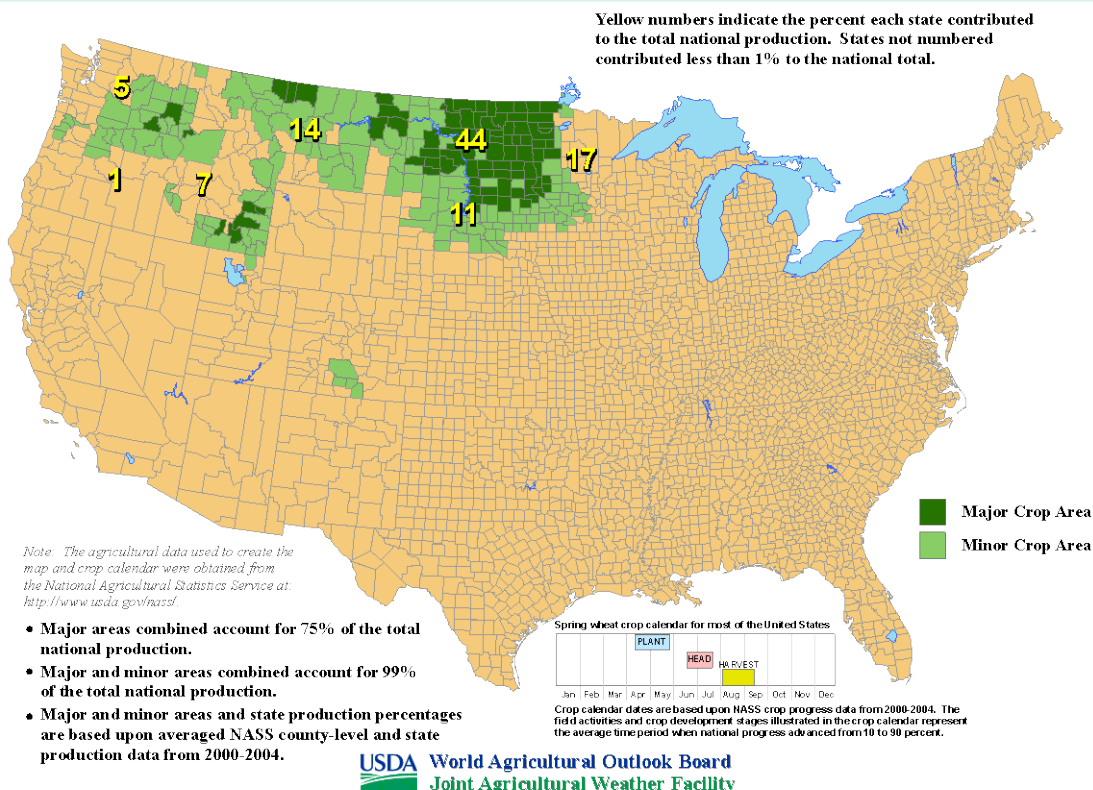 Yellow numbers indicate the percent each state contributed
to the total national production.  States not numbered
contributed less than 1% to the national total.
5
14
44
17
1
7
11
Major Crop Area
Minor Crop Area
Note:  The agricultural data used to create the
map and crop calendar were obtained from
the National Agricultural Statistics Service at:
http://www.usda.gov/nass/.
• Major areas combined account for 75% of the total
national production.
• Major and minor areas combined account for 99%
of the total national production.
• Major and minor areas and state production percentages
are based upon averaged NASS county-level and state
production data from 2000-2004.
Spring wheat crop calendar for most of the United States
PLANT
HEAD
HARVEST
Jan Feb Mar Apr May Jun Jul Aug Sep Oct Nov Dec
Crop calendar dates are based upon NASS crop progress data from 2000-2004.  The
field activities and crop development stages illustrated in the crop calendar represent
the average time period when national progress advanced from 10 to 90 percent.
USDA World Agricultural Outlook Board
Joint Agricultural Weather Facility